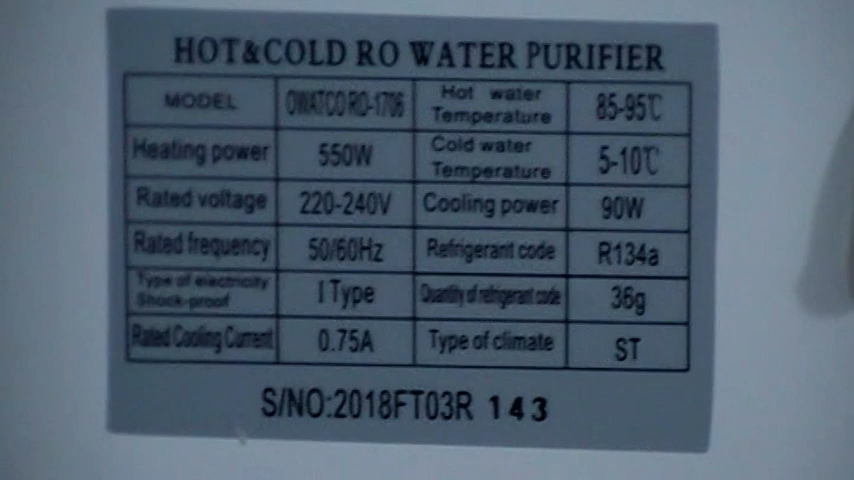 HOT&COLD RO WATER PURIFIER
MODEL OWATCO RO-1706 Hot water Temperature 85-95℃
Heating power 550W Cold water Temperature 5-10℃
Rated voltage 220-240V Cooling power 90W
Rated frequency 50/60Hz Refrigerant code R134a
Type of electricity Shock-proof I Type Quantity of refrigerant code 36g
Rated Cooling Current 0.75A Type of climate ST
S/NO:2018FT03R 143